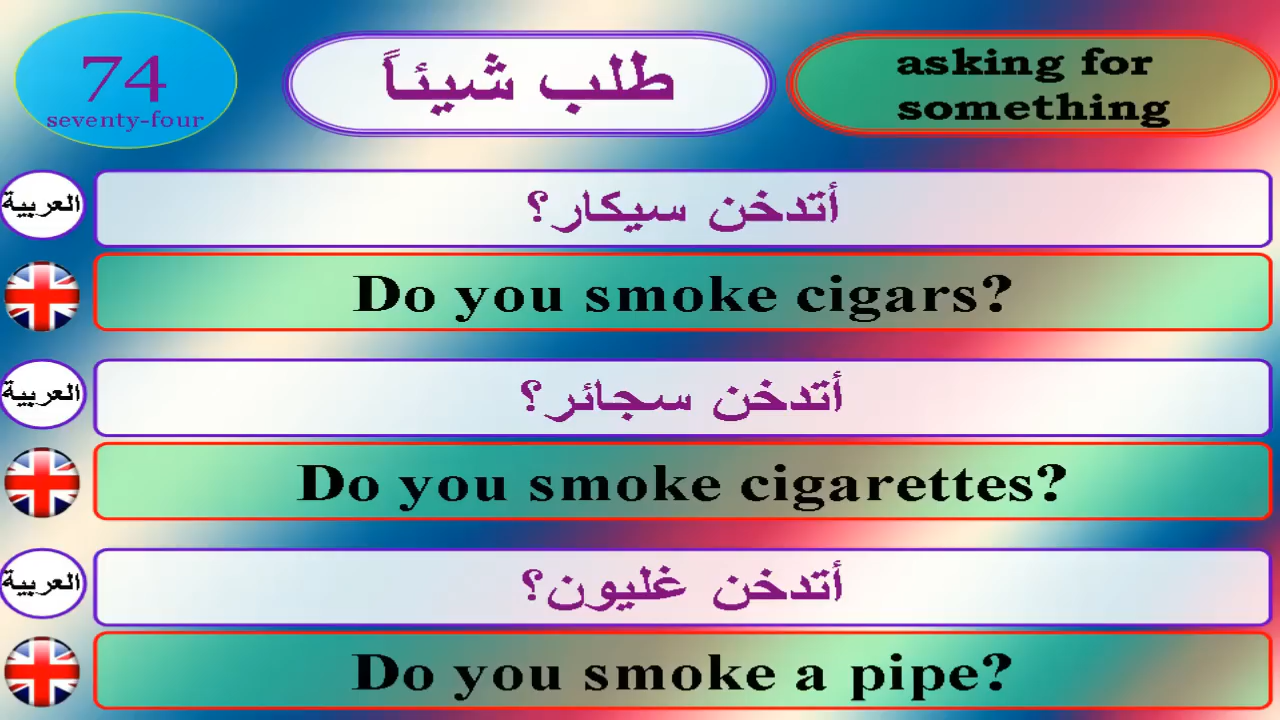 74
seventy-four
طلب شيئاً
asking for
something
العربية
أتدخن سيكار؟
Do you smoke cigars?
العربية
أتدخن سجائر؟
Do you smoke cigarettes?
العربية
أتدخن غليون؟
Do you smoke a pipe?